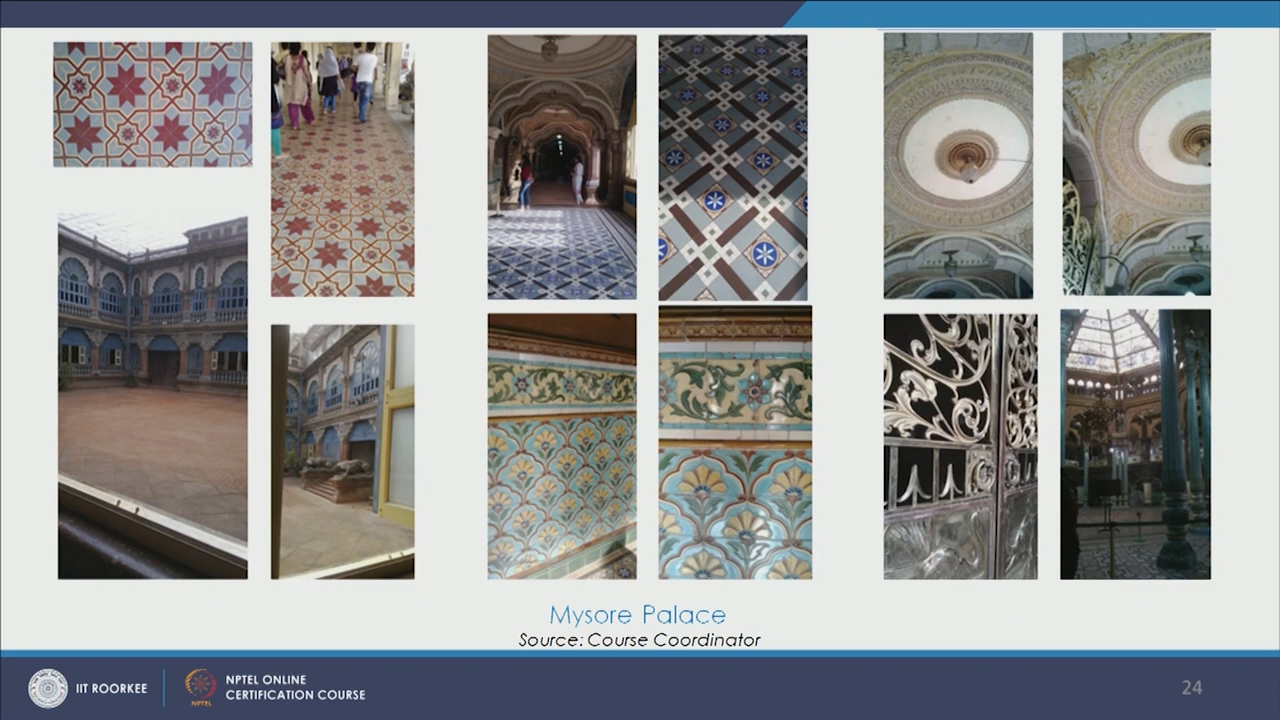 Mysore Palace
Source: Course Coordinator
IIT ROORKEE
NPTEL
NPTEL ONLINE
CERTIFICATION COURSE
24